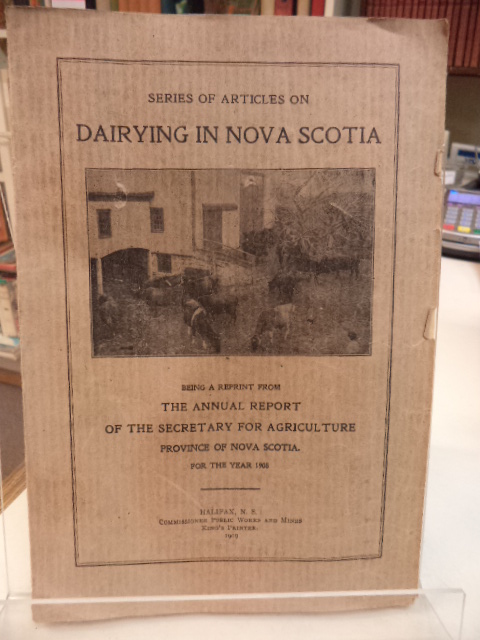 SERIES OF ARTICLES ON
DAIRYING IN NOVA SCOTIA
BEING A REPRINT FROM
THE ANNUAL REPORT
OF THE SECRETARY FOR AGRICULTURE
PROVINCE OF NOVA SCOTIA.
FOR THE YEAR 1908
HALIFAX, N. S.
COMMISSIONER PUBLIC WORKS AND MINES
KING'S PRINTER.
1909